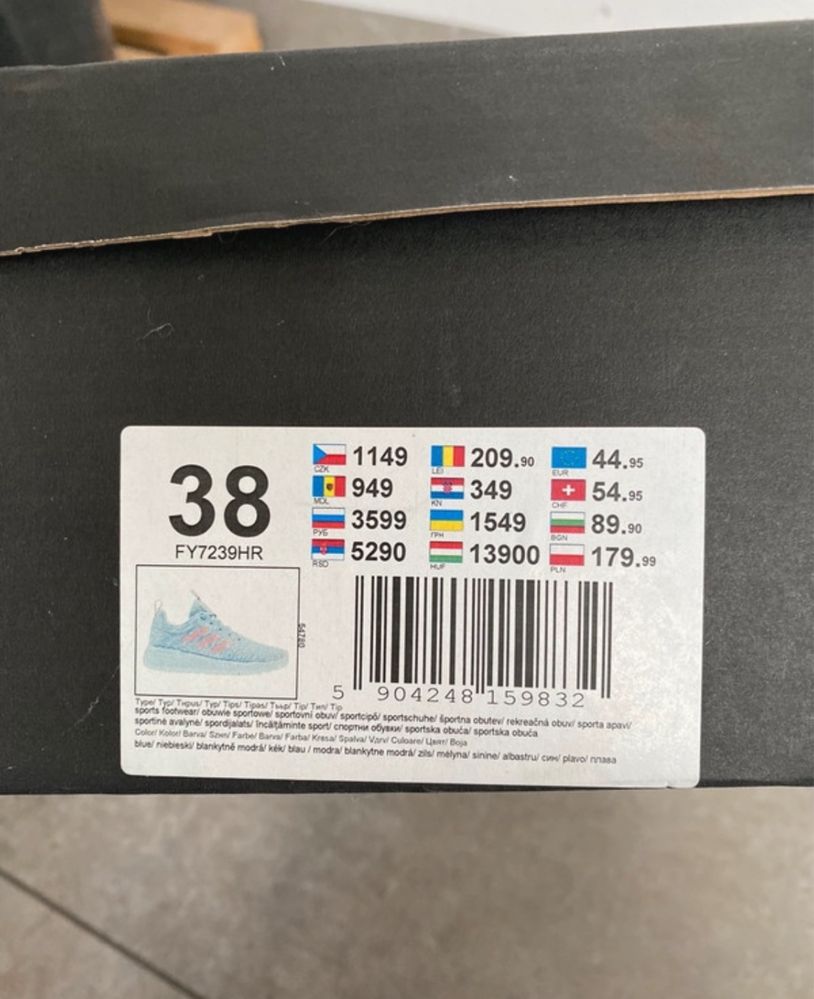 38
FY7239HR
CZK 1149 LEI 209.90 EUR 44.95
MDL 949 KN 349 CHF 54.95
РУБ 3599 ГРН 1549 BGN 89.90
RSD 5290 HUF 13900 PLN 179.99
54780
5 904248 159832
Type/ Typ/ Типus/ Typ/ Tips/ Tipas/ Тъър/ Tip/ Тип/ Tip
sports footwear/ obuwie sportowe/ sportovní obuv/ sportcipő/ sportschuhe/ športna obutev/ rekreačná obuv/ sporta apavi/
sportinė avalynė/ spordijalats/ încălțăminte sport/ спортни обувки/ sportska obuća/ sportska obuća
Color/ Kolor/ Barva/ Szín/ Farbe/ Barva/ Farba/ Krāsa/ Spalva/ Värv/ Culoare/ Цвят/ Boja
blue/ niebieski/ blankytně modrá/ kék/ blau / modra/ blankytne modrá/ zils/ mėlyna/ sinine/ albastru/ син/ plavo/ плава